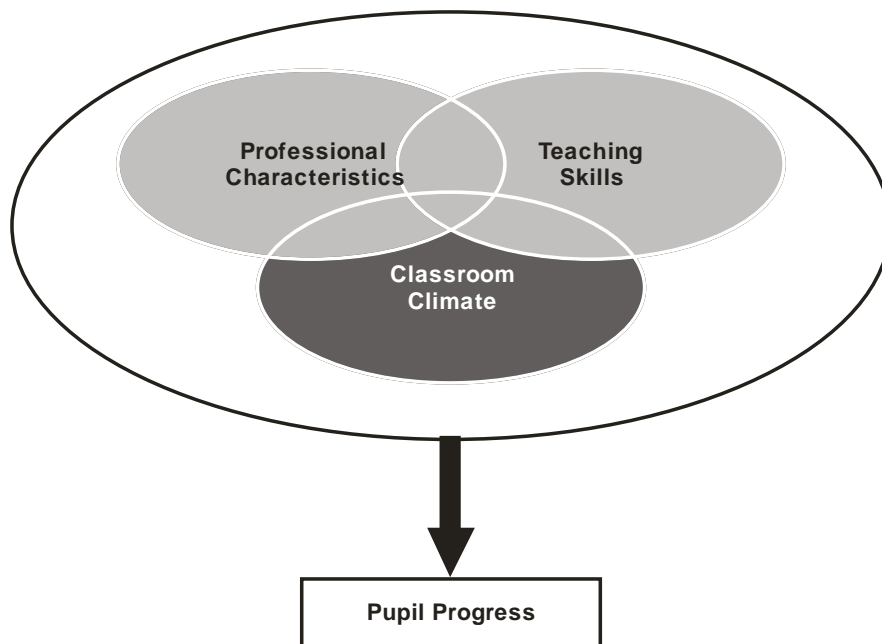 Professional
Characteristics
Teaching
Skills
Classroom
Climate
Pupil Progress